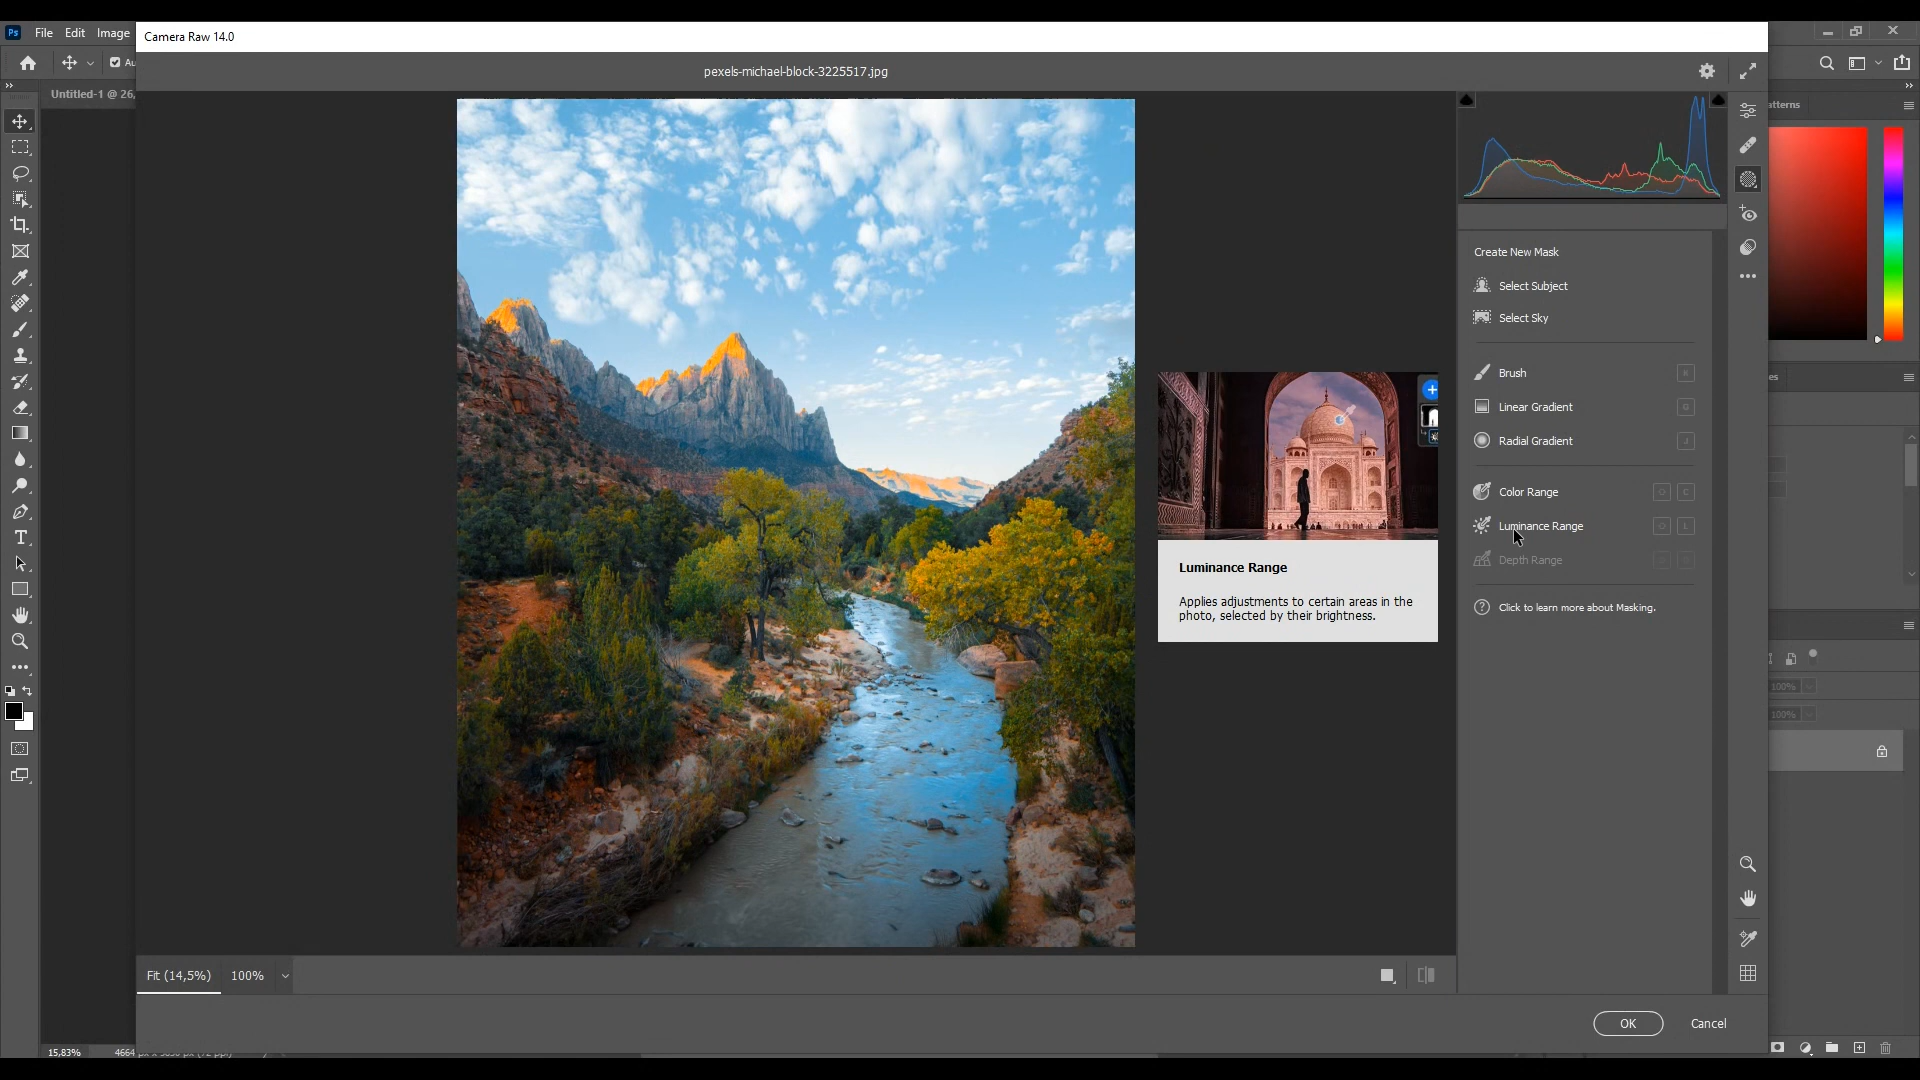 Ps File Edit Image
Camera Raw 14.0
pexels-michael-block-3225517.jpg
Untitled-1 @ 26,
Create New Mask
Select Subject
Select Sky
Brush K
Linear Gradient G
Radial Gradient J
Color Range C
Luminance Range L
Depth Range
Click to learn more about Masking.
Luminance Range
Applies adjustments to certain areas in the
photo, selected by their brightness.
100%
100%
Fit (14,5%) 100%
OK Cancel
15,83%